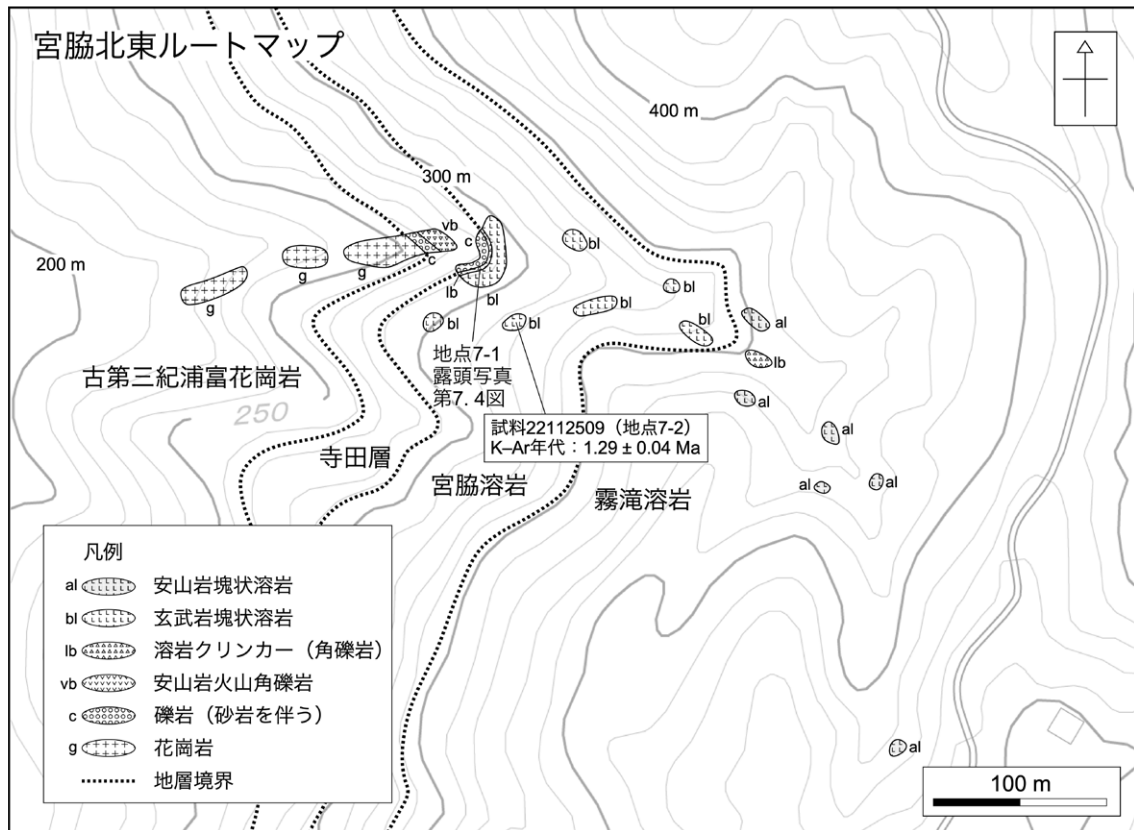 宮脇北東ルートマップ
400 m
300 m
vb
c
bl
200 m
g
g
g
c
lb
bl
bl
bl
bl
bl
bl
al
lb
al
al
al
al
al
地点7-1
露頭写真
第7. 4図
古第三紀浦富花崗岩
250
試料22112509（地点7-2）
K–Ar年代：1.29 ± 0.04 Ma
寺田層
宮脇溶岩
霧滝溶岩
凡例
al 安山岩塊状溶岩
bl 玄武岩塊状溶岩
lb 溶岩クリンカー（角礫岩）
vb 安山岩火山角礫岩
c 礫岩（砂岩を伴う）
g 花崗岩
地層境界
100 m